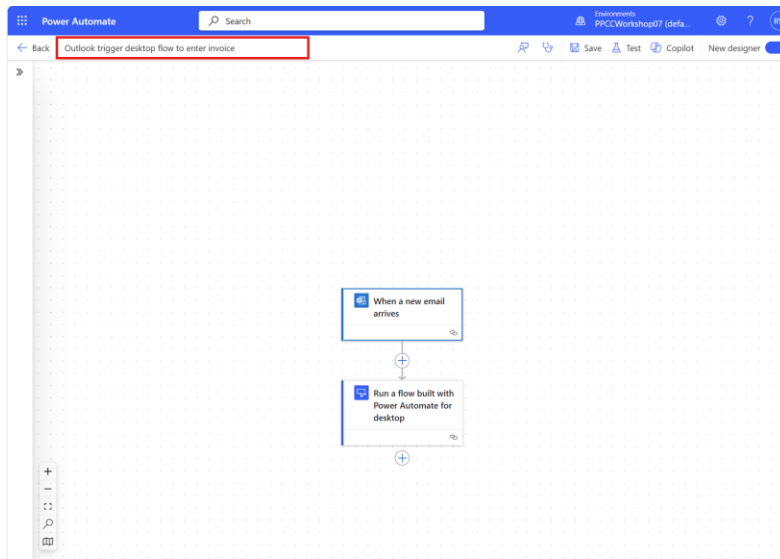 Power Automate
Search
Environments
PPCCWorkshop07 (defa...
?
Back
Outlook trigger desktop flow to enter invoice
Save
Test
Copilot
New designer
When a new email
arrives
Run a flow built with
Power Automate for
desktop